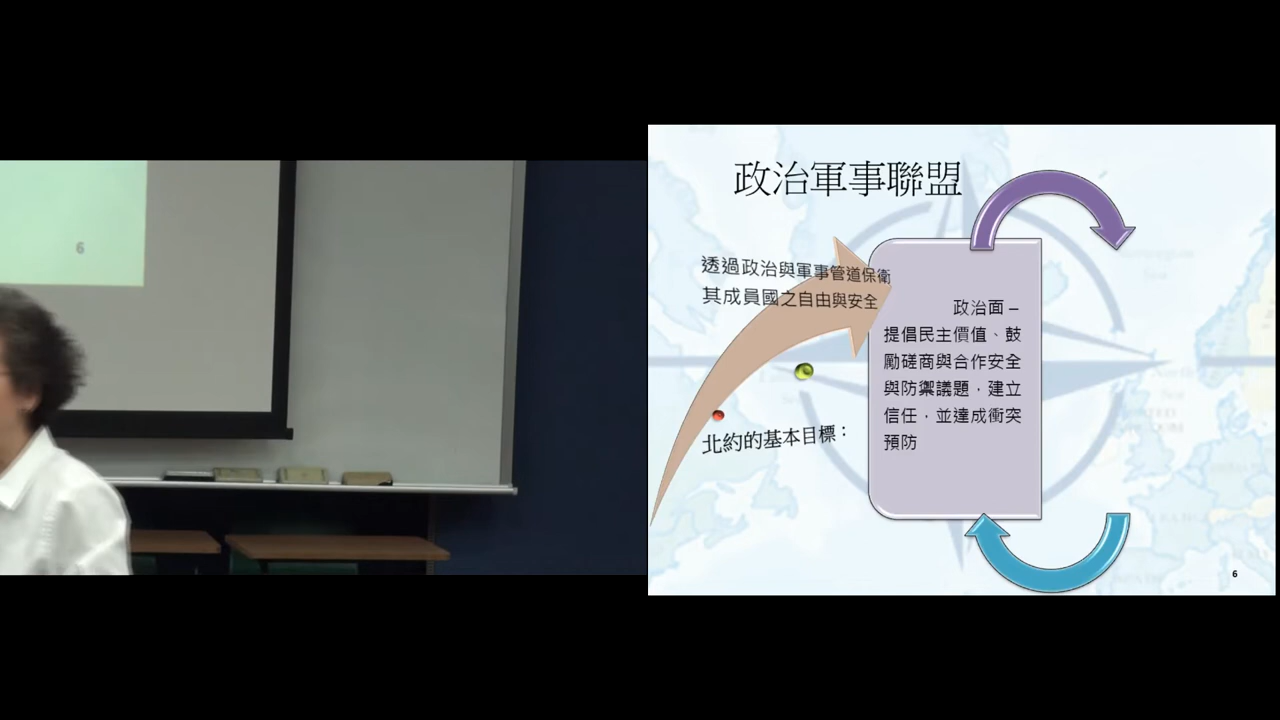 6
政治軍事聯盟
透過政治與軍事管道保衛
其成員國之自由與安全
北約的基本目標：
政治面－
提倡民主價值、鼓
勵磋商與合作安全
與防禦議題，建立
信任，並達成衝突
預防
6